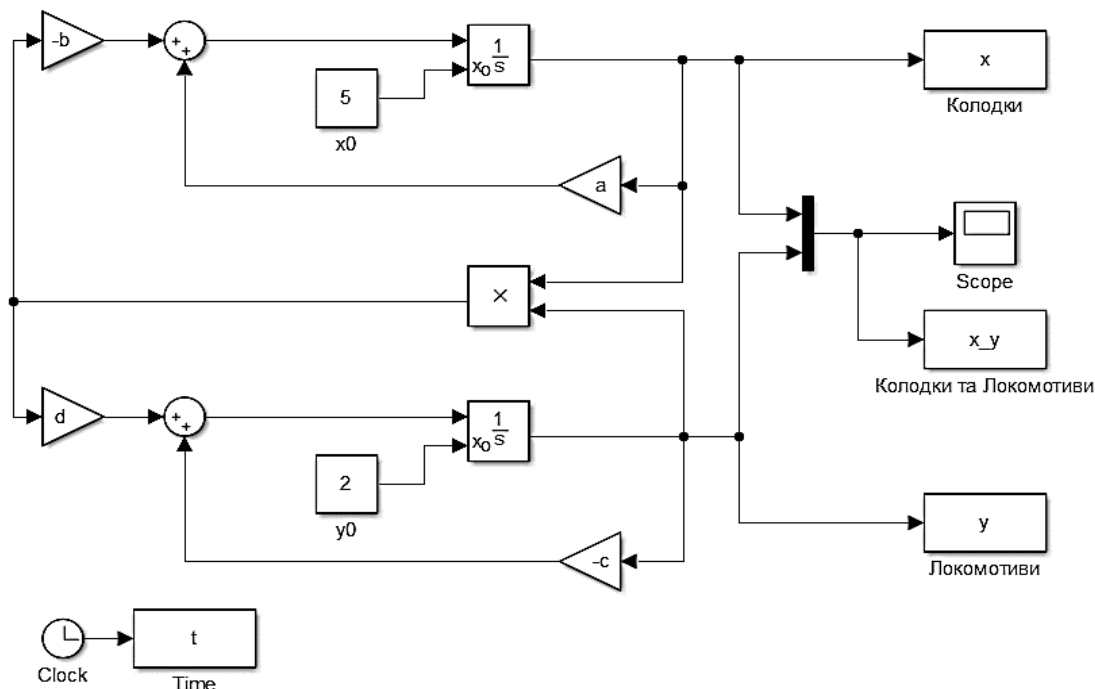 -b
+
+
x₀ 1/s
x
Колодки
5
x0
a
×
Scope
x_y
Колодки та Локомотиви
d
+
+
x₀ 1/s
2
y0
-c
y
Локомотиви
t
Clock
Time